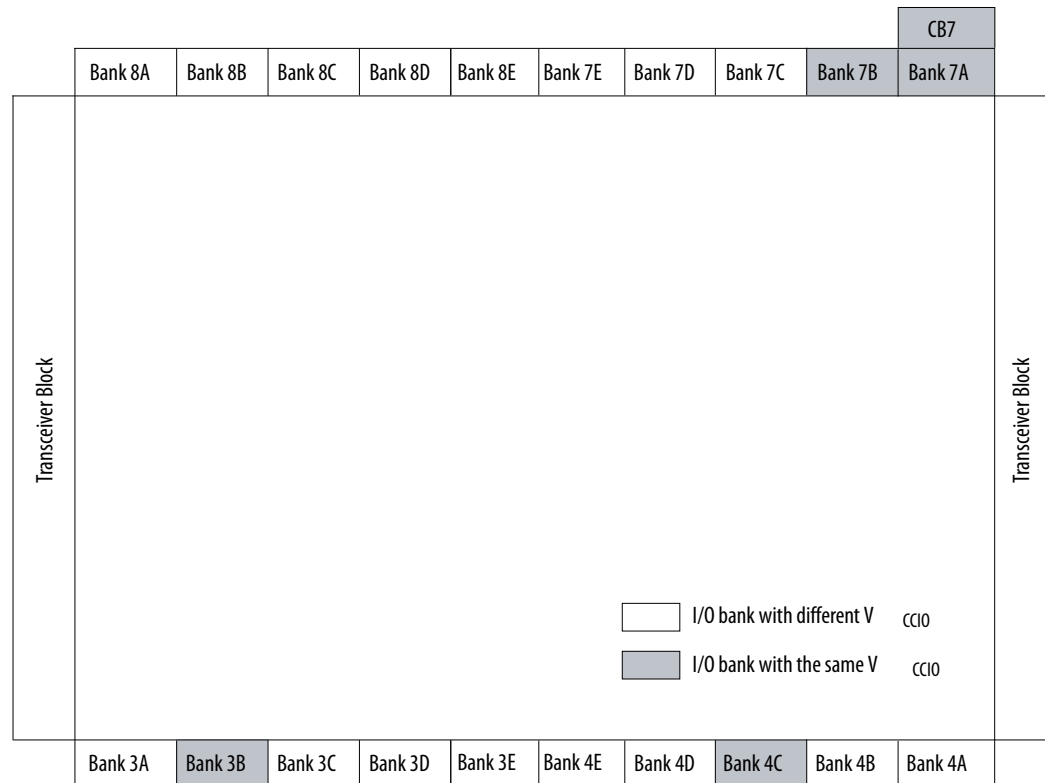 CB7
Bank 8A Bank 8B Bank 8C Bank 8D Bank 8E Bank 7E Bank 7D Bank 7C Bank 7B Bank 7A
Transceiver Block
Transceiver Block
I/O bank with different V CCIO
I/O bank with the same V CCIO
Bank 3A Bank 3B Bank 3C Bank 3D Bank 3E Bank 4E Bank 4D Bank 4C Bank 4B Bank 4A